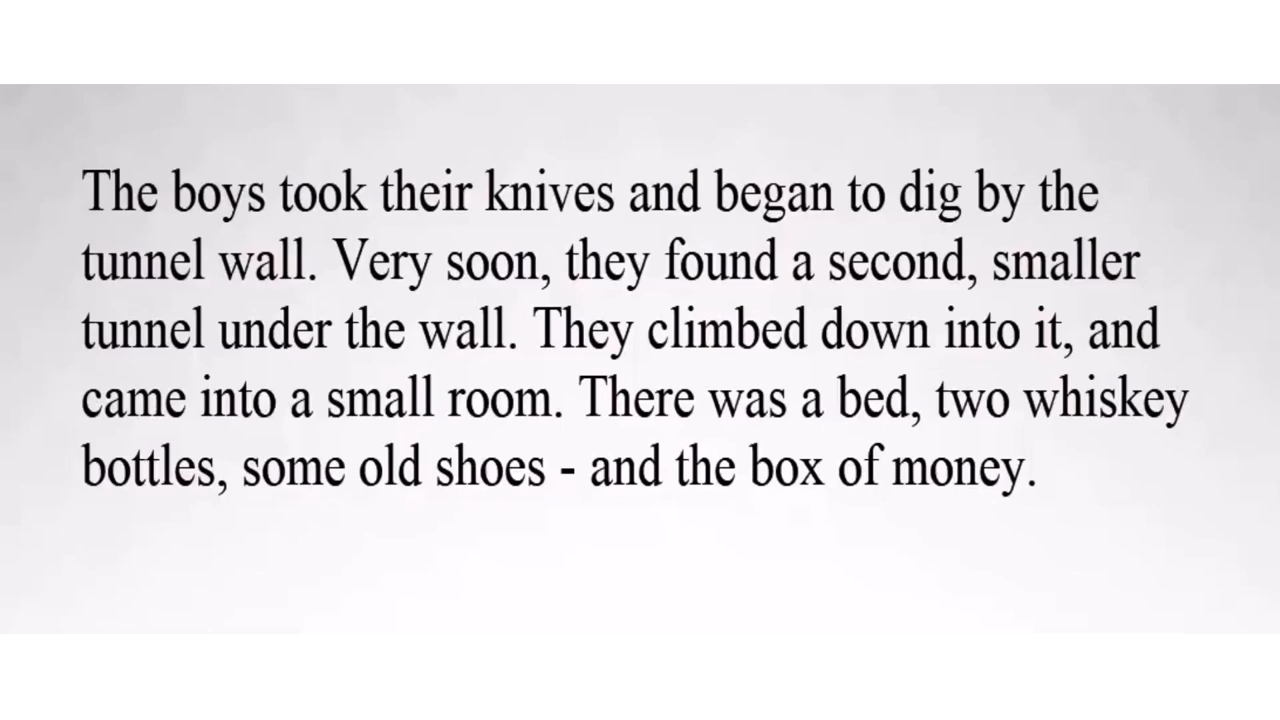 The boys took their knives and began to dig by the
tunnel wall. Very soon, they found a second, smaller
tunnel under the wall. They climbed down into it, and
came into a small room. There was a bed, two whiskey
bottles, some old shoes - and the box of money.